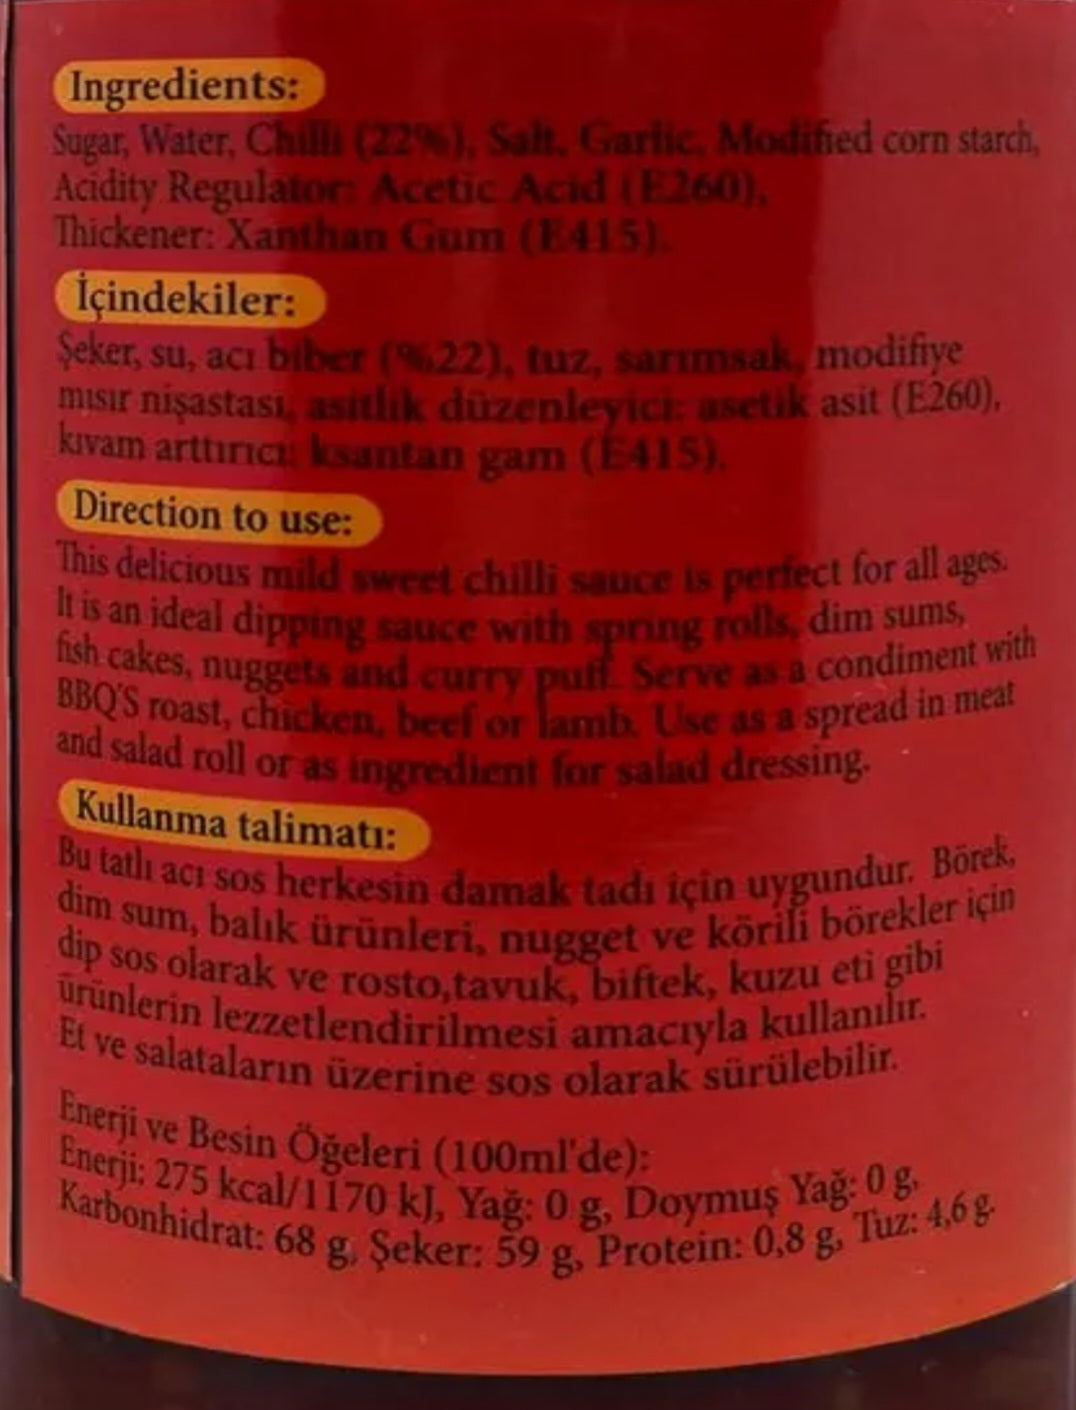 Ingredients:
Sugar, Water, Chilli (22%), Salt, Garlic, Modified corn starch,
Acidity Regulator: Acetic Acid (E260),
Thickener: Xanthan Gum (E415).
İçindekiler:
Şeker, su, acı biber (%22), tuz, sarımsak, modifiye
mısır nişastası, asitlik düzenleyici: asetik asit (E260),
kıvam arttırıcı: ksantan gam (E415).
Direction to use:
This delicious mild sweet chilli sauce is perfect for all ages.
It is an ideal dipping sauce with spring rolls, dim sums,
fish cakes, nuggets and curry puff. Serve as a condiment with
BBQ'S roast, chicken, beef or lamb. Use as a spread in meat
and salad roll or as ingredient for salad dressing.
Kullanma talimatı:
Bu tatlı acı sos herkesin damak tadı için uygundur. Börek,
dim sum, balık ürünleri, nugget ve körili börekler için
dip sos olarak ve rosto,tavuk, biftek, kuzu eti gibi
ürünlerin lezzetlendirilmesi amacıyla kullanılır.
Et ve salataların üzerine sos olarak sürülebilir.
Enerji ve Besin Öğeleri (100ml'de):
Enerji: 275 kcal/1170 kJ, Yağ: 0 g, Doymuş Yağ: 0 g,
Karbonhidrat: 68 g, Şeker: 59 g, Protein: 0,8 g, Tuz: 4,6 g.